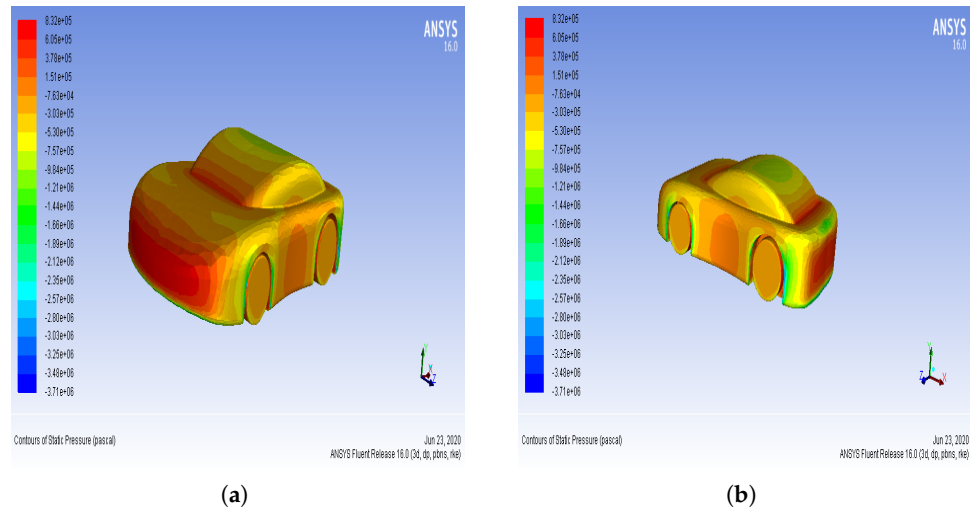 8.32e+05
6.05e+05
3.78e+05
1.51e+05
-7.63e+04
-3.03e+05
-5.30e+05
-7.57e+05
-9.84e+05
-1.21e+06
-1.44e+06
-1.66e+06
-1.89e+06
-2.12e+06
-2.35e+06
-2.57e+06
-2.80e+06
-3.03e+06
-3.25e+06
-3.48e+06
-3.71e+06
ANSYS
16.0
Y
X
Z
Contours of Static Pressure (pascal)
Jun 23, 2020
ANSYS Fluent Release 16.0 (3d, dp, pbns, rke)
(a)
8.32e+05
6.05e+05
3.78e+05
1.51e+05
-7.63e+04
-3.03e+05
-5.30e+05
-7.57e+05
-9.84e+05
-1.21e+06
-1.44e+06
-1.66e+06
-1.89e+06
-2.12e+06
-2.35e+06
-2.57e+06
-2.80e+06
-3.03e+06
-3.25e+06
-3.48e+06
-3.71e+06
ANSYS
16.0
Y
Z
X
Contours of Static Pressure (pascal)
Jun 23, 2020
ANSYS Fluent Release 16.0 (3d, dp, pbns, rke)
(b)